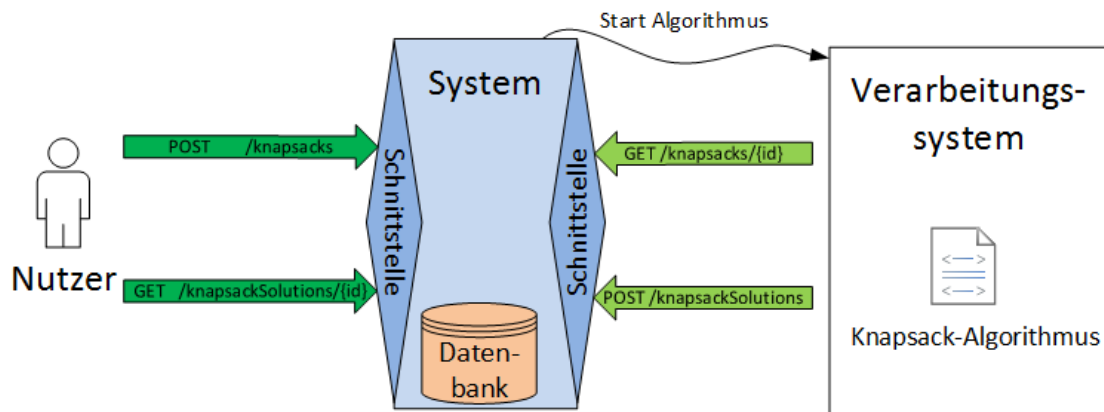 Start Algorithmus
System
Verarbeitungs-
system
POST /knapsacks
GET /knapsacks/{id}
Schnittstelle
Schnittstelle
Nutzer
GET /knapsackSolutions/{id}
POST /knapsackSolutions
Daten-
bank
Knapsack-Algorithmus